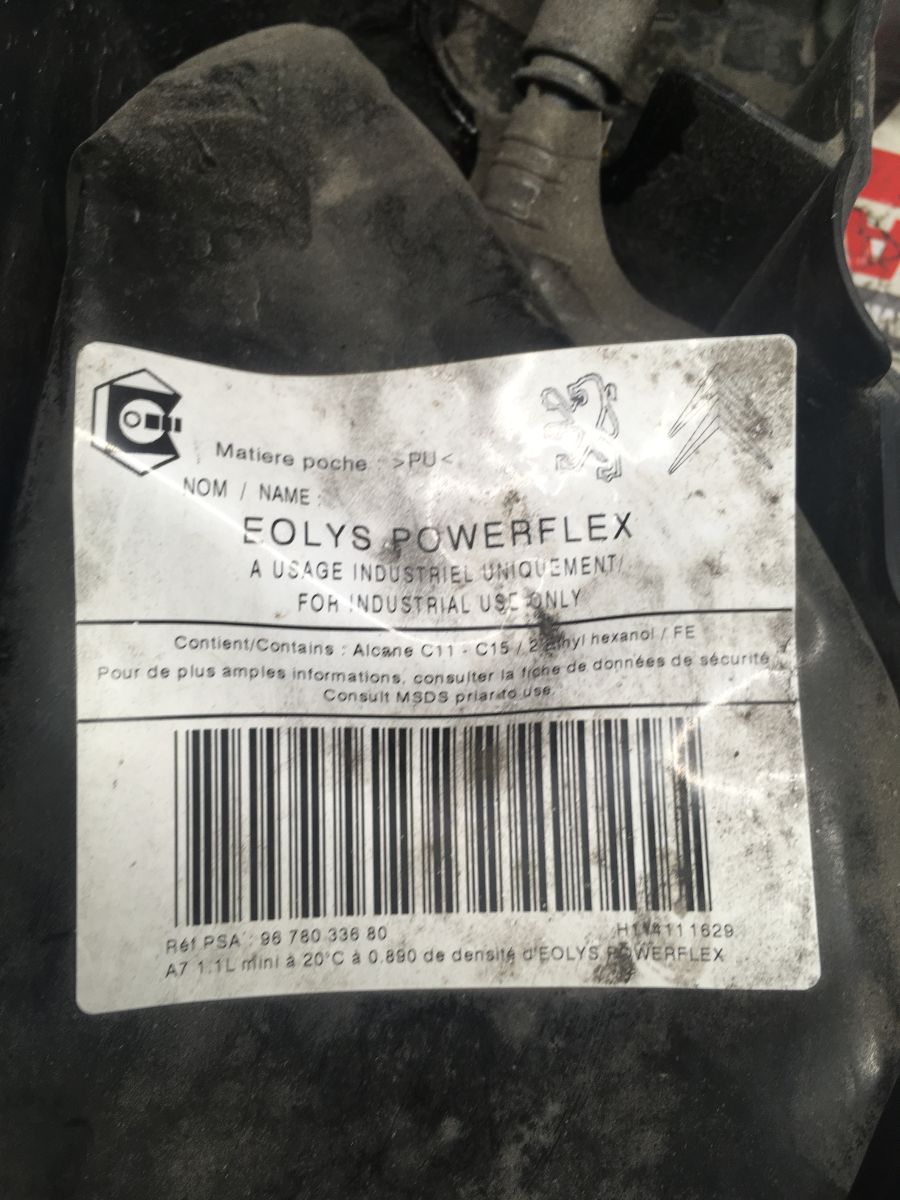 Matiere poche : >PU<
NOM / NAME :
EOLYS POWERFLEX
A USAGE INDUSTRIEL UNIQUEMENT/
FOR INDUSTRIAL USE ONLY
Contient/Contains : Alcane C11 - C15 / 2 Ethyl hexanol / FE
Pour de plus amples informations, consulter la fiche de données de sécurité
Consult MSDS priar to use.
Réf PSA : 96 780 336 80
A7 1.1L mini à 20°C à 0.890 de densité d'EOLYS POWERFLEX